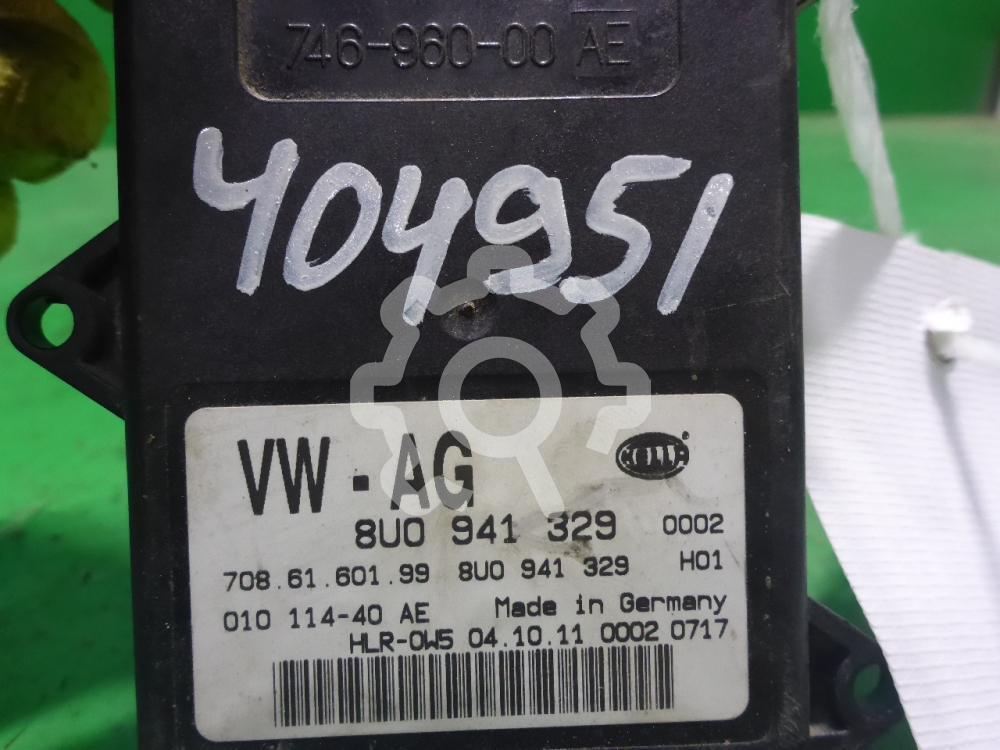 746-960-00 AE
404951
VW - AG
HELLA
8U0 941 329 0002
708.61.601.99 8U0 941 329 H01
010 114-40 AE Made in Germany
HLR-0W5 04.10.11 0002 0717